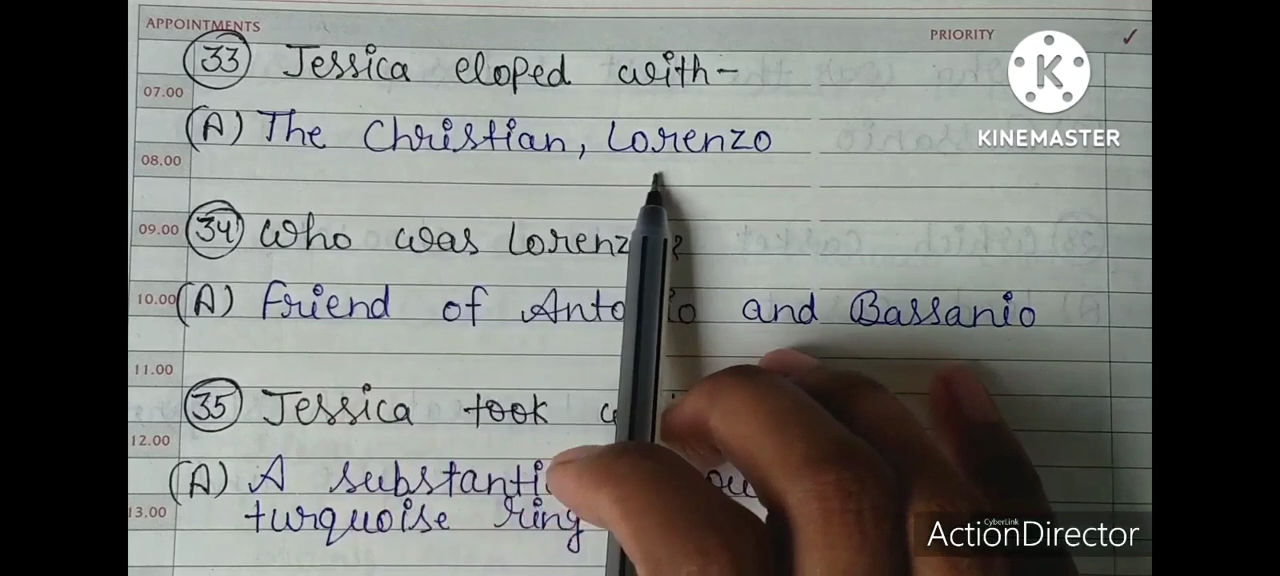 APPOINTMENTS PRIORITY ✓
33 Jessica eloped with-
07.00
(A) The Christian, Lorenzo
KINEMASTER
08.00
09.00 34 Who was Lorenz ?
10.00 (A) Friend of Anto io and Bassanio
11.00
35 Jessica took
12.00
(A) A substanti
13.00 turquoise ring
CyberLink
ActionDirector